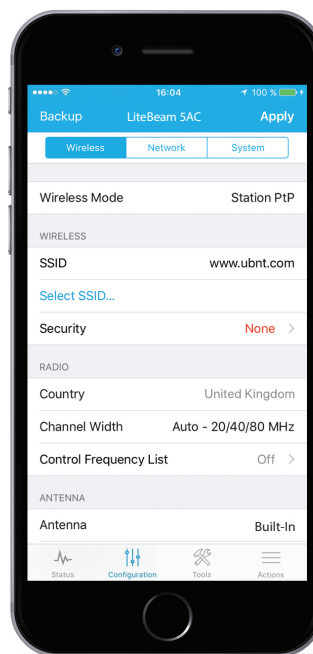 16:04 100 %
Backup LiteBeam 5AC Apply
Wireless Network System
Wireless Mode Station PtP
WIRELESS
SSID www.ubnt.com
Select SSID...
Security None
RADIO
Country United Kingdom
Channel Width Auto - 20/40/80 MHz
Control Frequency List Off
ANTENNA
Antenna Built-In
Status Configuration Tools Actions